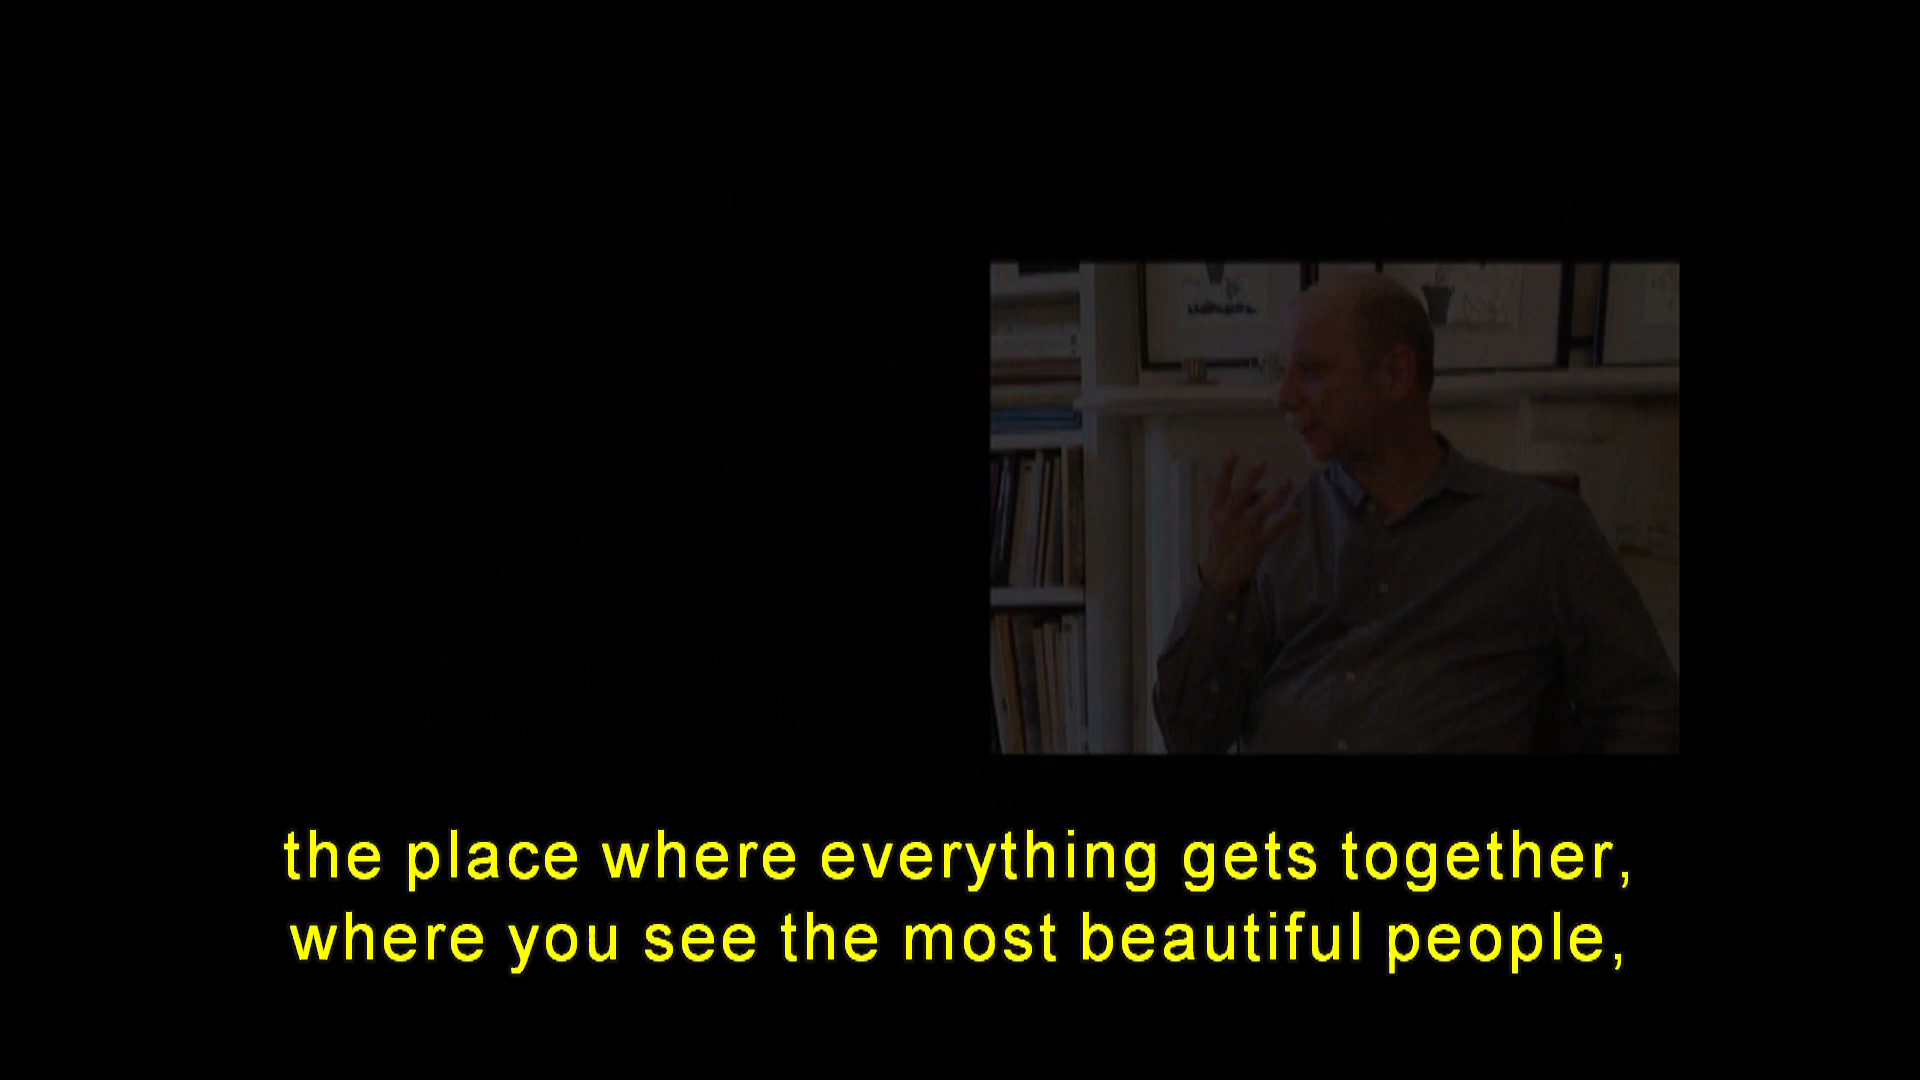 the place where everything gets together,
where you see the most beautiful people,